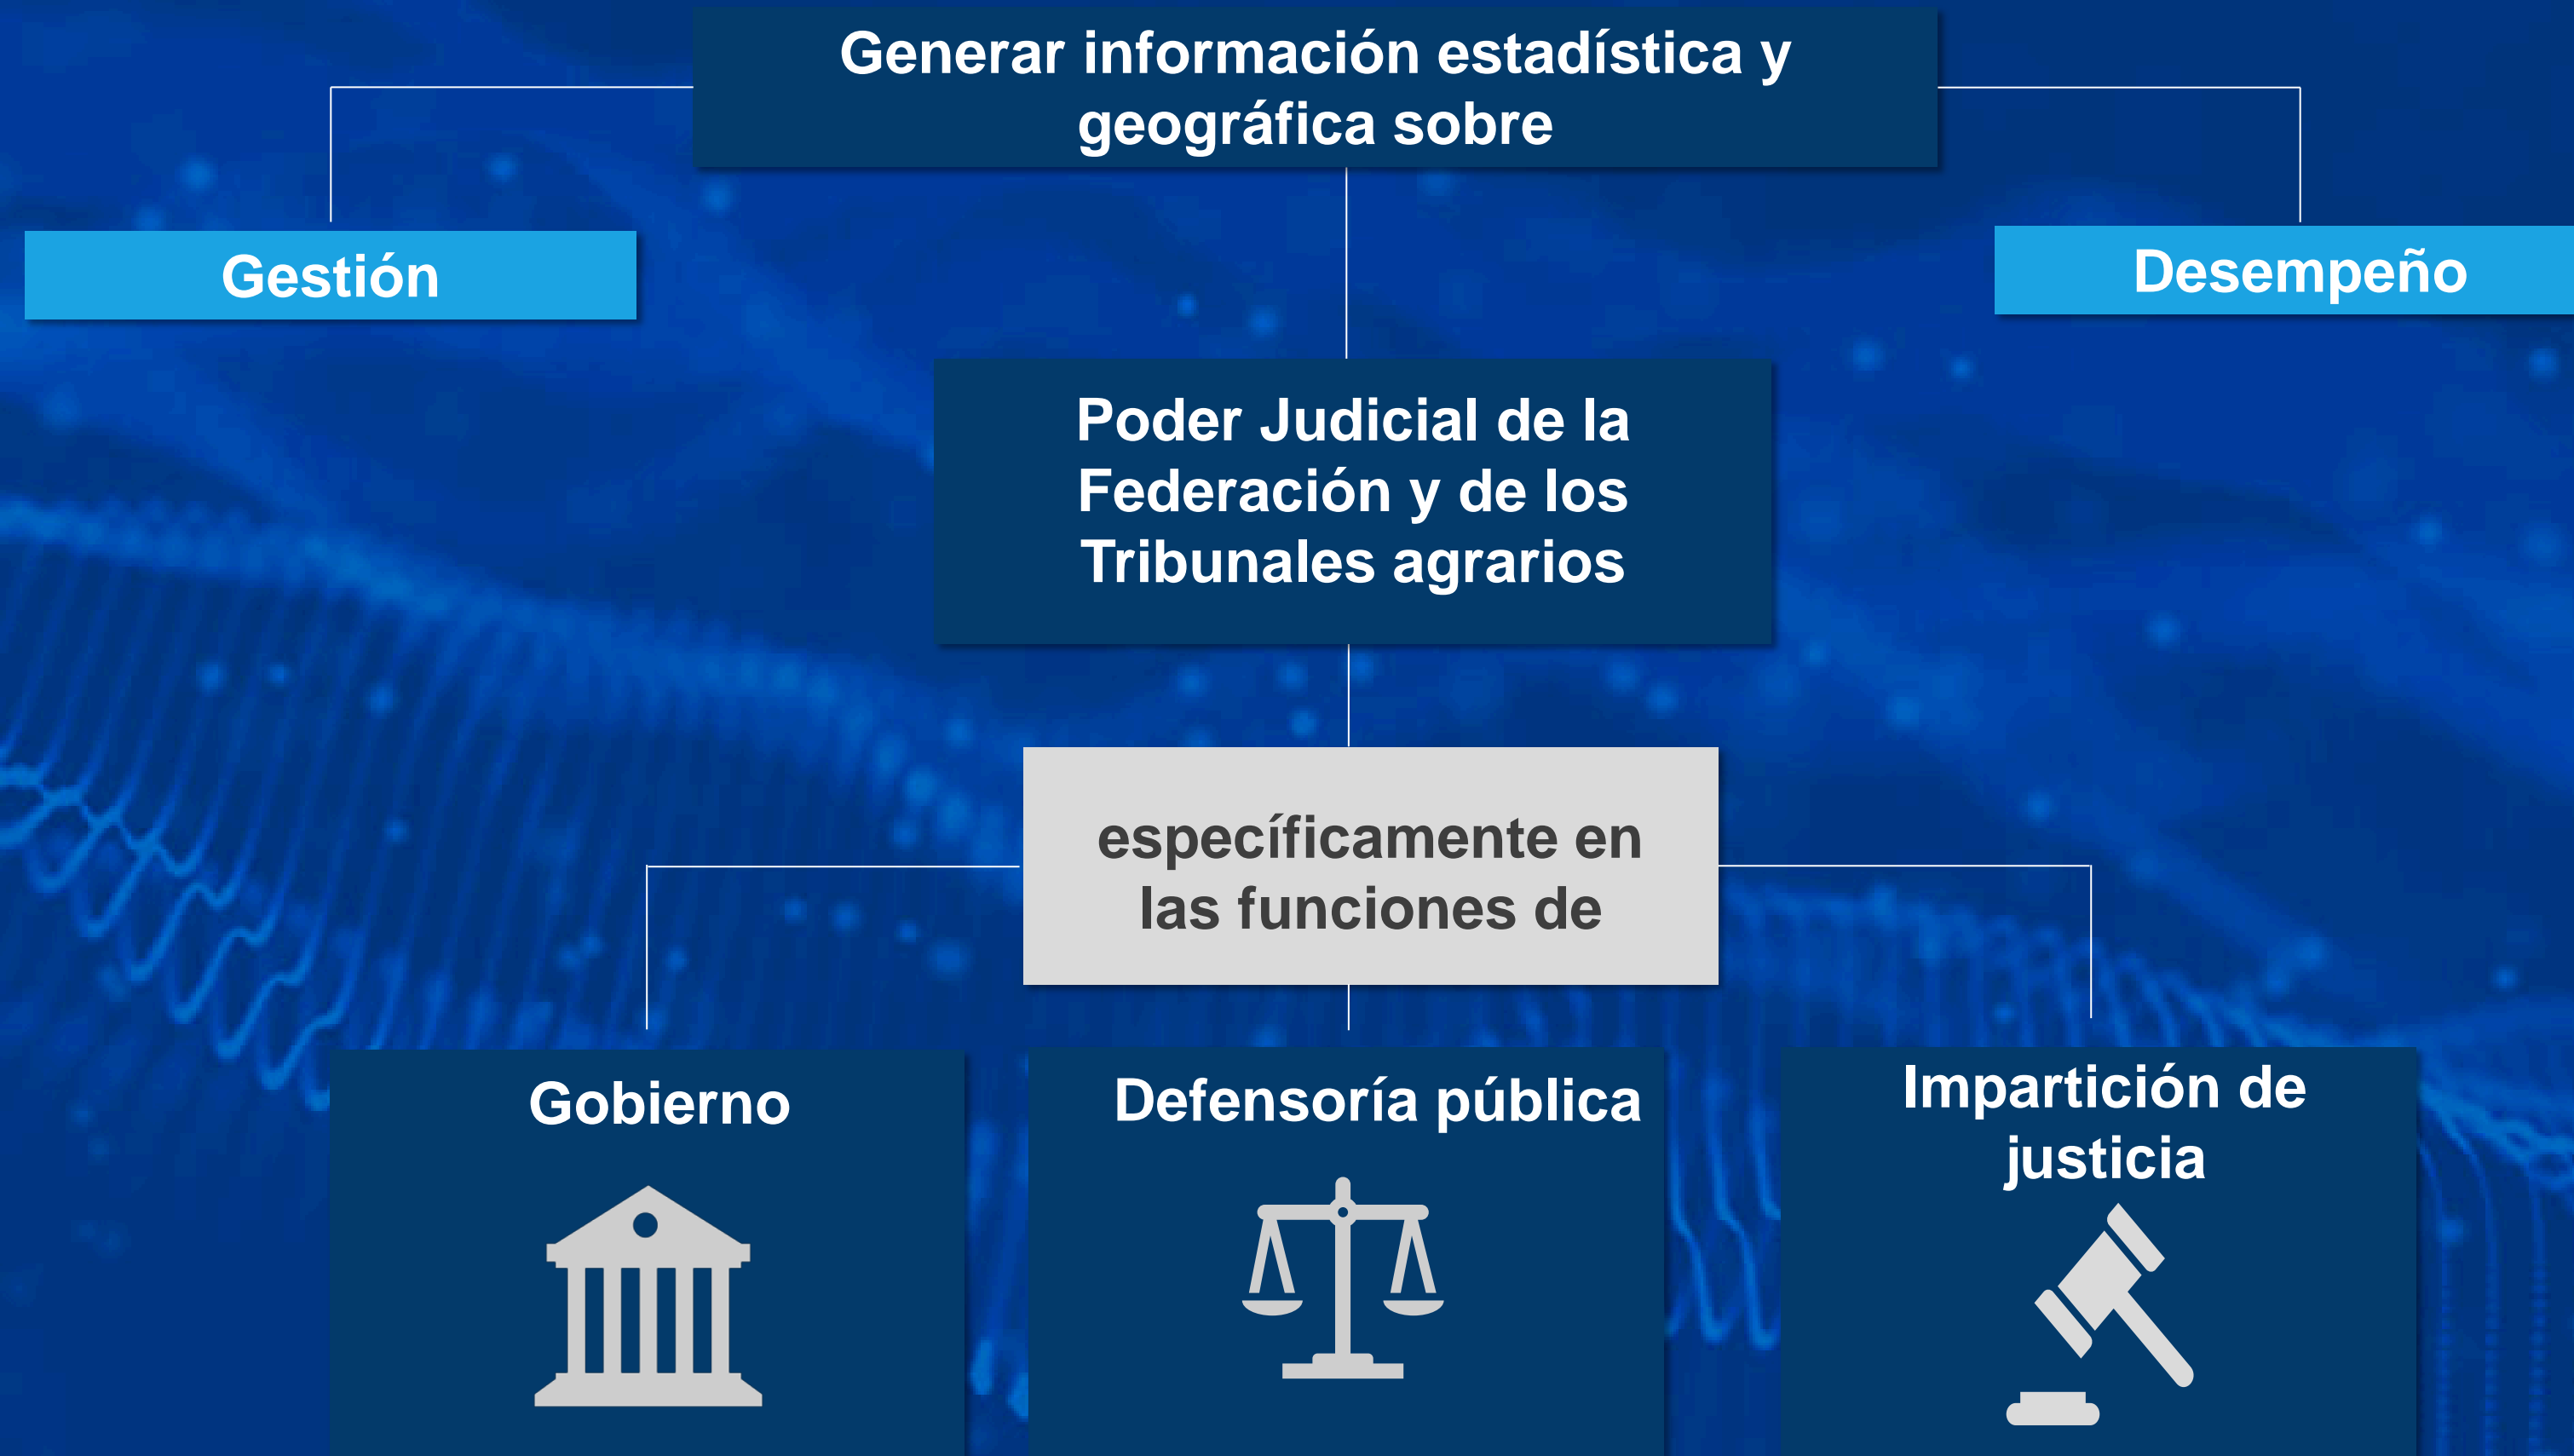 Generar información estadística y
geográfica sobre
Gestión
Desempeño
Poder Judicial de la
Federación y de los
Tribunales agrarios
específicamente en
las funciones de
Gobierno
Defensoría pública
Impartición de
justicia